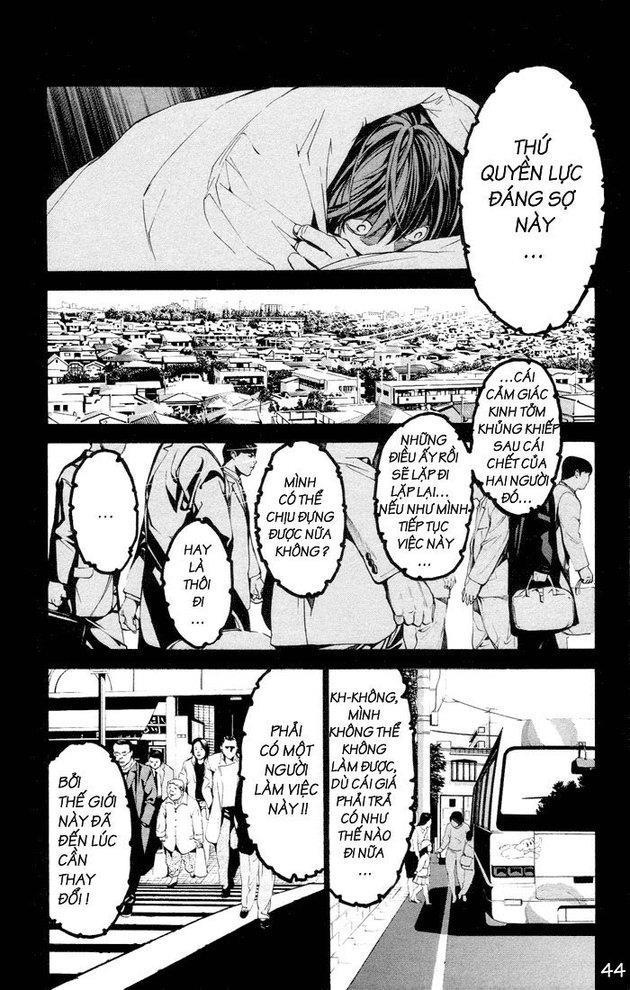 THỨ
QUYỀN LỰC
ĐÁNG SỢ
NÀY
...
...CÁI
CẢM GIÁC
KINH TỞM
KHỦNG KHIẾP
SAU CÁI
CHẾT CỦA
HAI NGƯỜI
ĐÓ...
NHỮNG
ĐIỀU ẤY RỒI
SẼ LẶP ĐI
LẶP LẠI...
NẾU NHƯ MÌNH
TIẾP TỤC
VIỆC NÀY
...
MÌNH
CÓ THỂ
CHỊU ĐỰNG
ĐƯỢC NỮA
KHÔNG?
HAY
LÀ
THÔI
ĐI
...
...
KH-KHÔNG,
MÌNH
KHÔNG THỂ
KHÔNG LÀM
ĐƯỢC,
DÙ CÁI GIÁ
PHẢI TRẢ
CÓ NHƯ
THẾ NÀO
ĐI NỮA
...
PHẢI
CÓ MỘT
NGƯỜI
LÀM VIỆC
NÀY!!
BỞI
THẾ GIỚI
NÀY ĐÃ
ĐẾN LÚC
CẦN
THAY
ĐỔI!
44